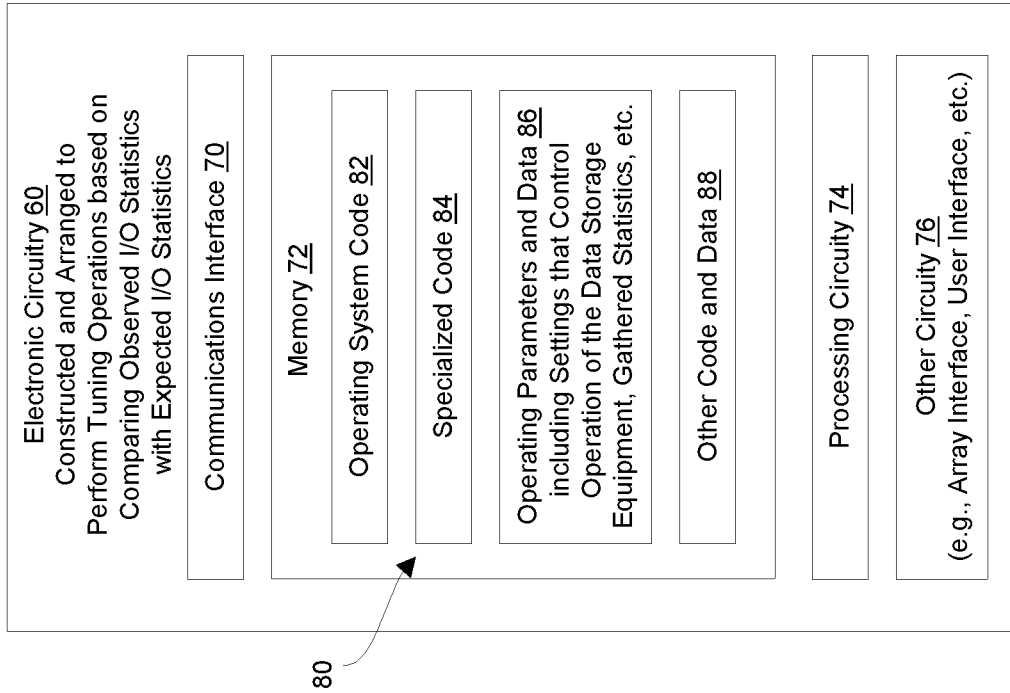 Electronic Circuitry 60
Constructed and Arranged to
Perform Tuning Operations based on
Comparing Observed I/O Statistics
with Expected I/O Statistics
Communications Interface 70
Memory 72
Operating System Code 82
Specialized Code 84
Operating Parameters and Data 86
including Settings that Control
Operation of the Data Storage
Equipment, Gathered Statistics, etc.
Other Code and Data 88
Processing Circuity 74
Other Circuity 76
(e.g., Array Interface, User Interface, etc.)
80